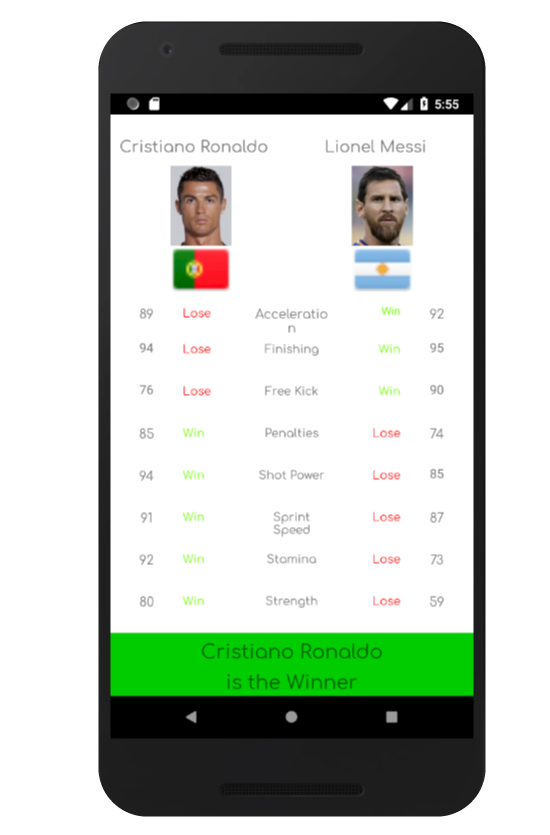 5:55
Cristiano Ronaldo Lionel Messi
89 Lose Acceleratio Win 92
n
94 Lose Finishing Win 95
76 Lose Free Kick Win 90
85 Win Penalties Lose 74
94 Win Shot Power Lose 85
91 Win Sprint Lose 87
Speed
92 Win Stamina Lose 73
80 Win Strength Lose 59
Cristiano Ronaldo
is the Winner